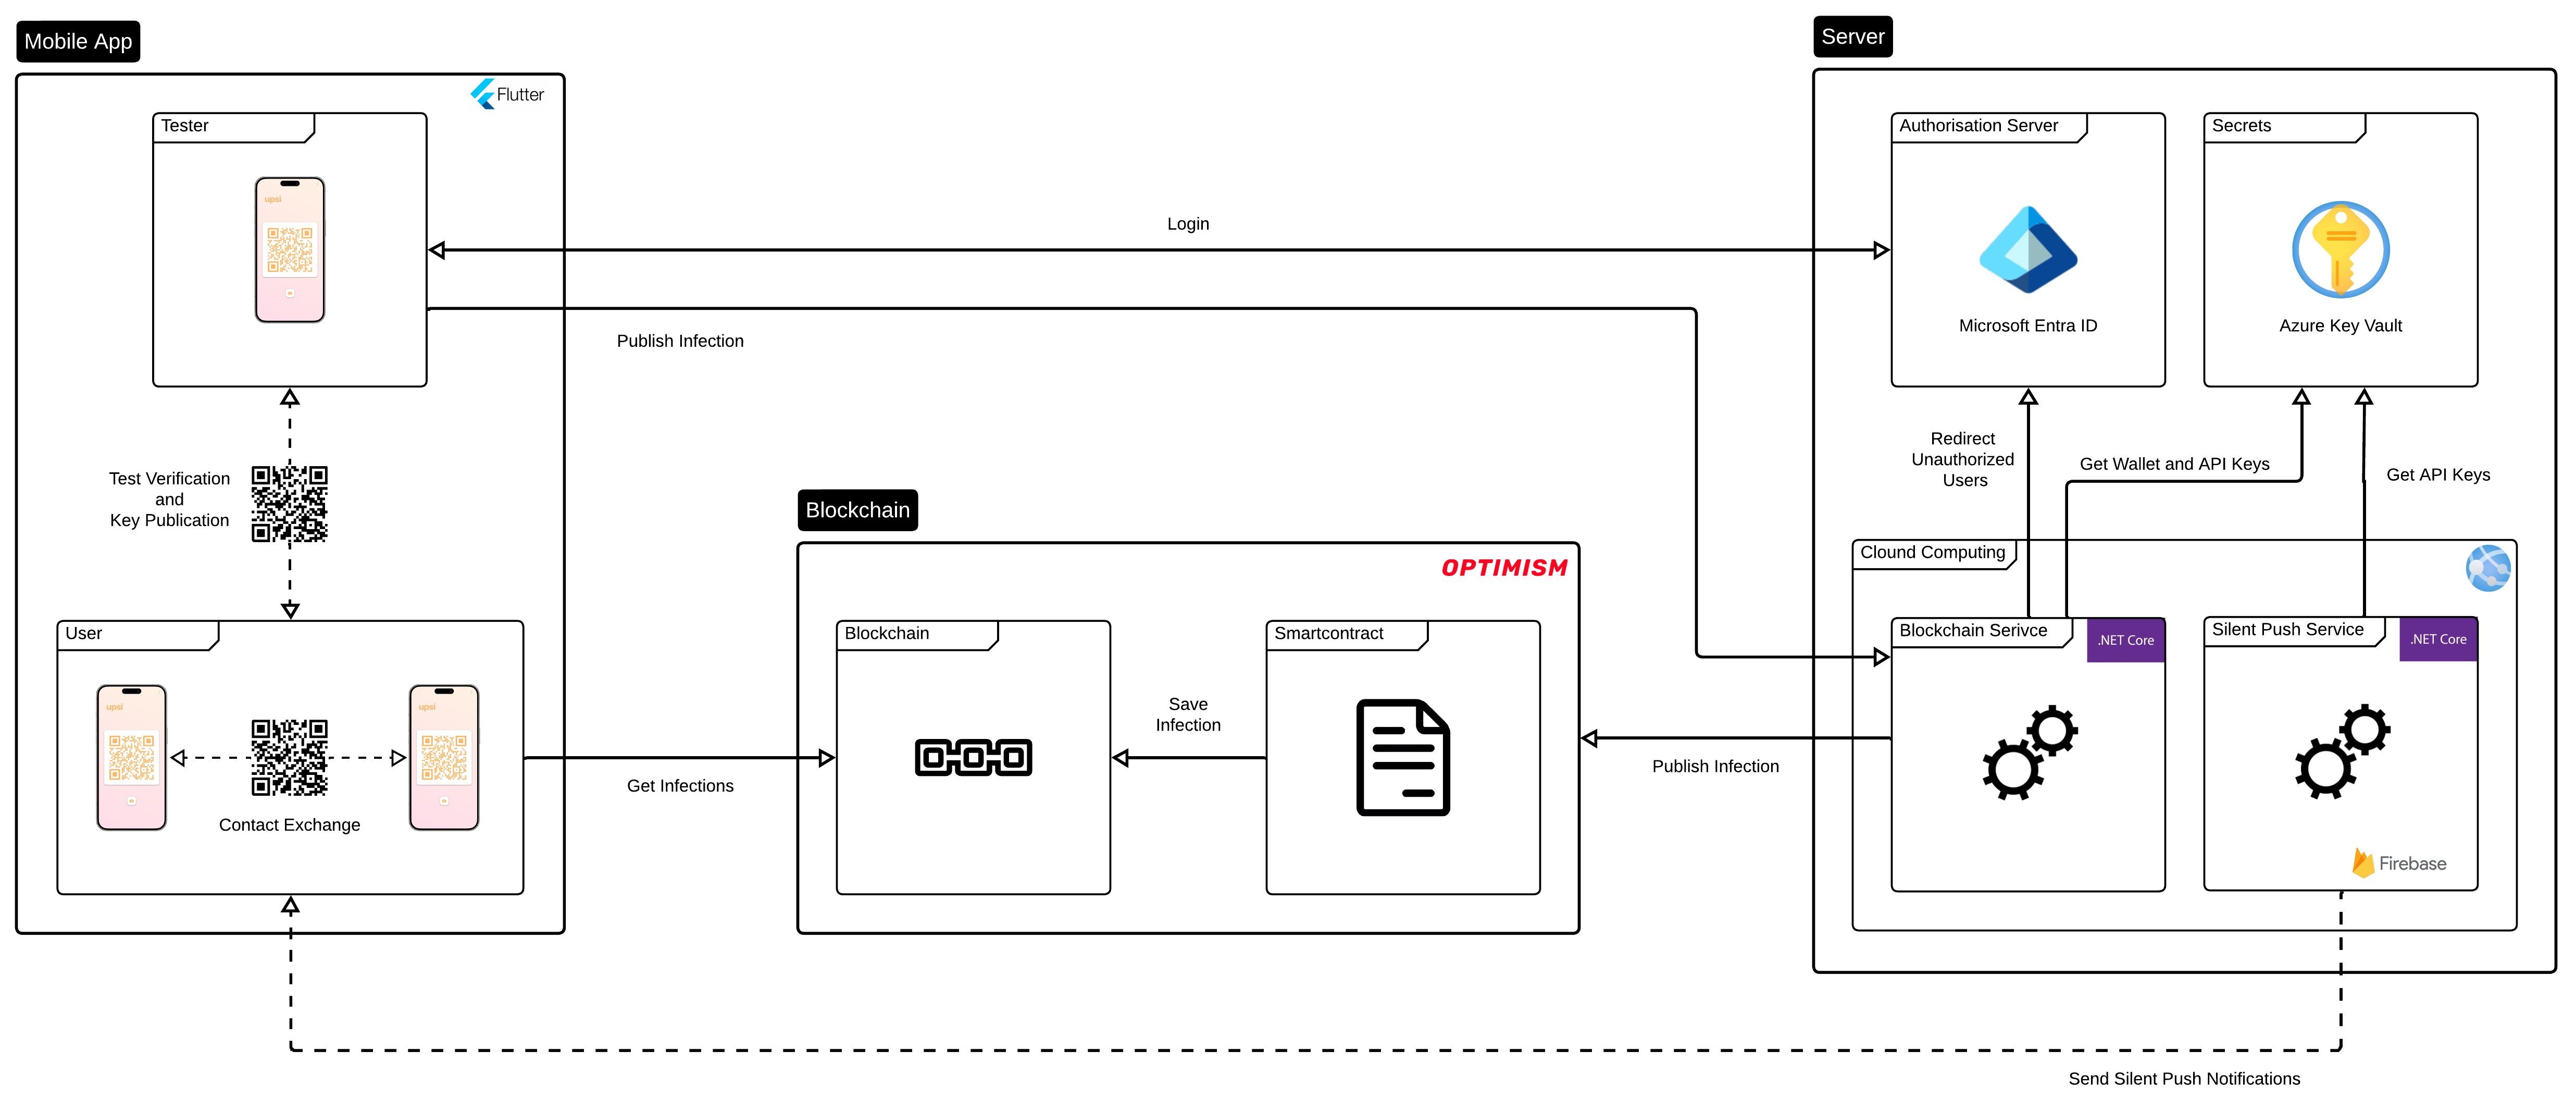 Mobile App
Flutter
Tester
upsi
Test Verification
and
Key Publication
User
upsi
upsi
Contact Exchange
Login
Publish Infection
Get Infections
Blockchain
OPTIMISM
Blockchain
Save
Infection
Smartcontract
Publish Infection
Server
Authorisation Server
Microsoft Entra ID
Secrets
Azure Key Vault
Redirect
Unauthorized
Users
Get Wallet and API Keys
Get API Keys
Clound Computing
Blockchain Serivce
.NET Core
Silent Push Service
.NET Core
Firebase
Send Silent Push Notifications